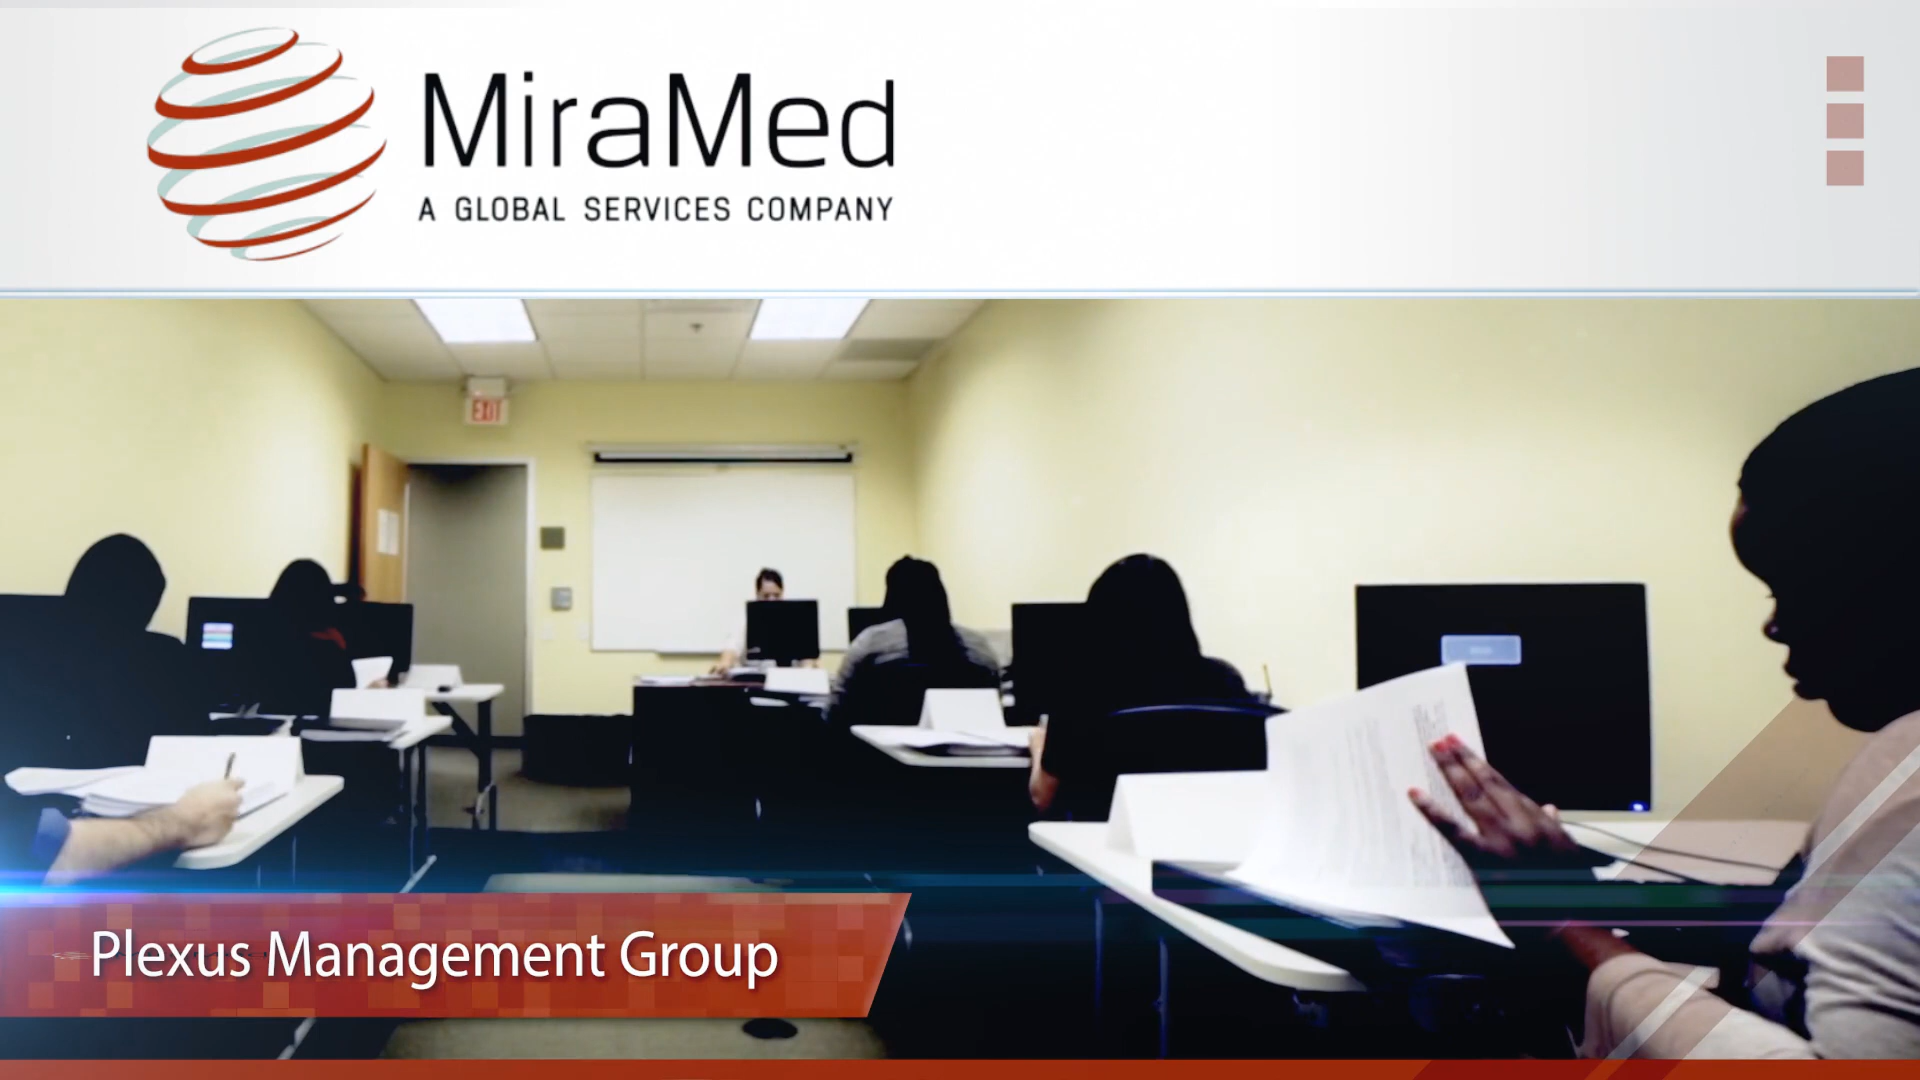 MiraMed
A GLOBAL SERVICES COMPANY
EXIT
Plexus Management Group